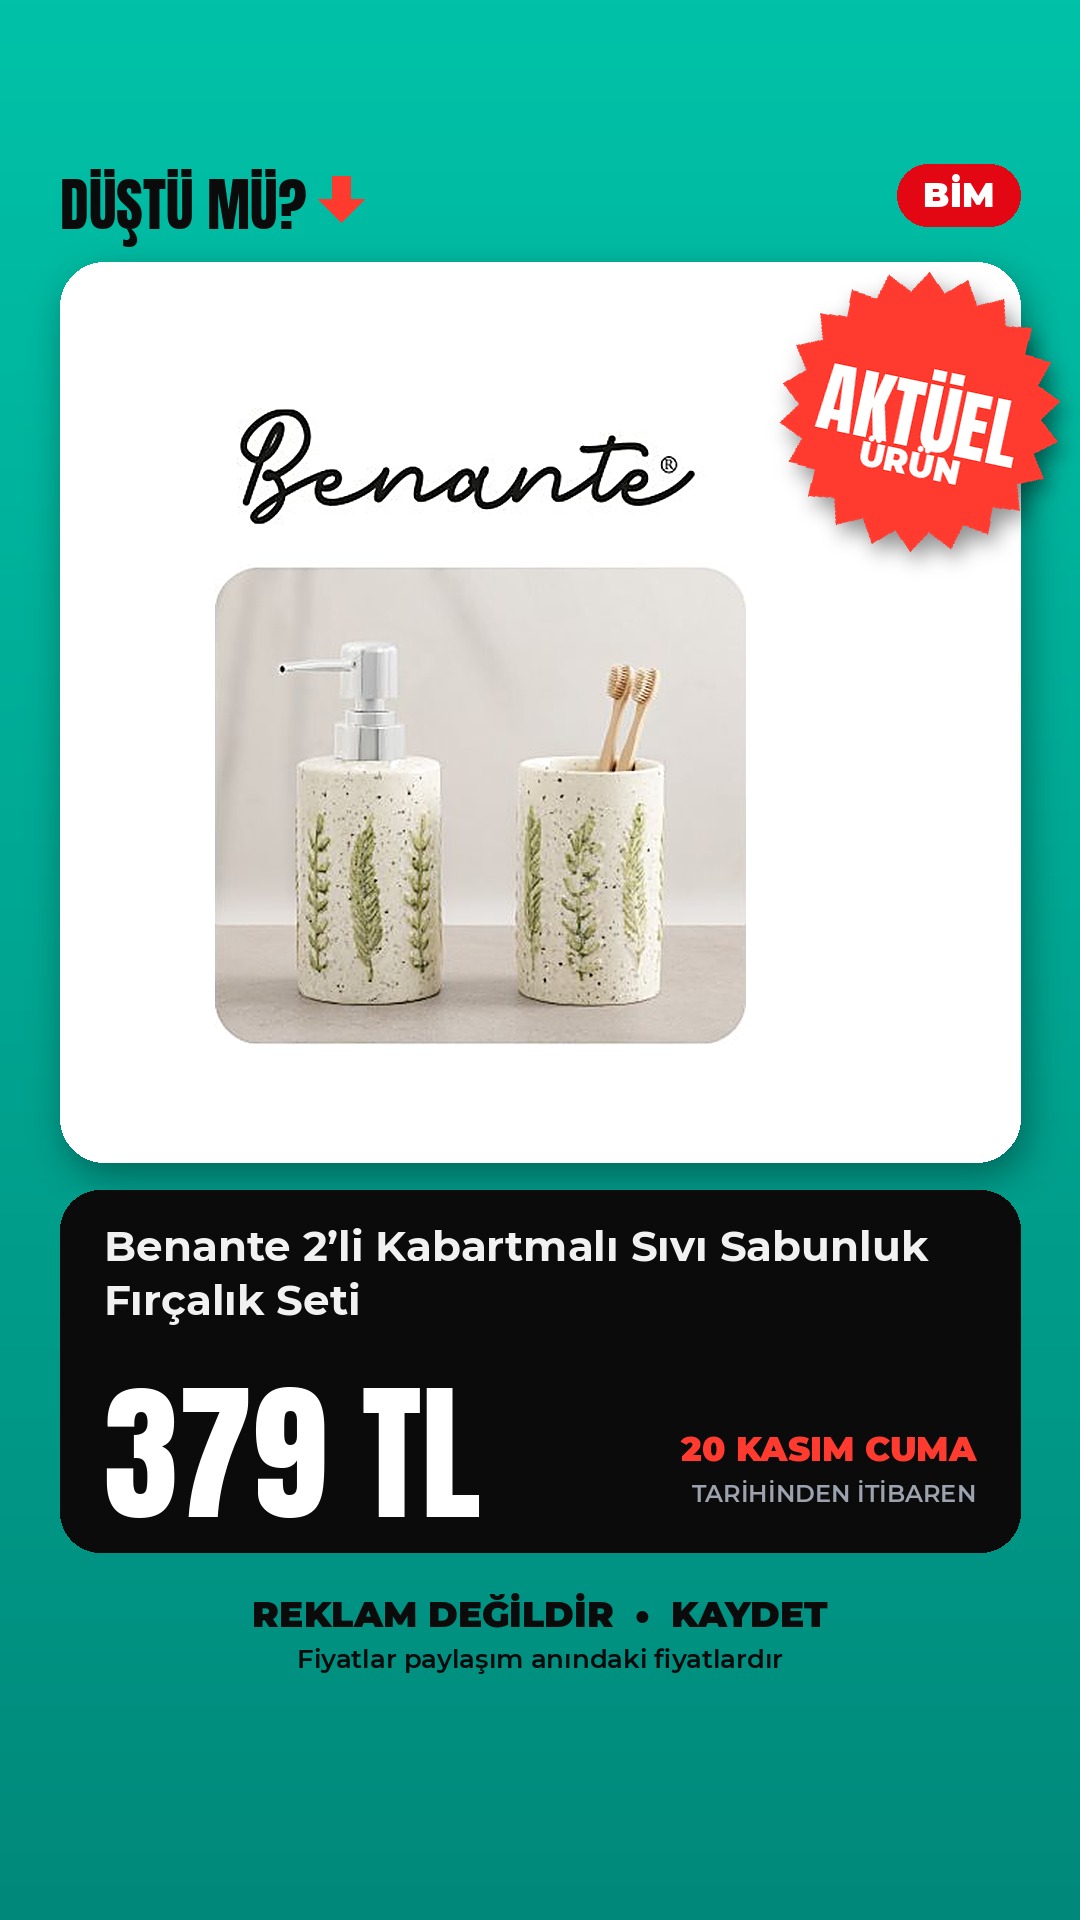 DÜŞTÜ MÜ?
BİM
AKTÜEL
ÜRÜN
Benante®
Benante 2’li Kabartmalı Sıvı Sabunluk
Fırçalık Seti
379 TL
20 KASIM CUMA
TARİHİNDEN İTİBAREN
REKLAM DEĞİLDİR • KAYDET
Fiyatlar paylaşım anındaki fiyatlardır